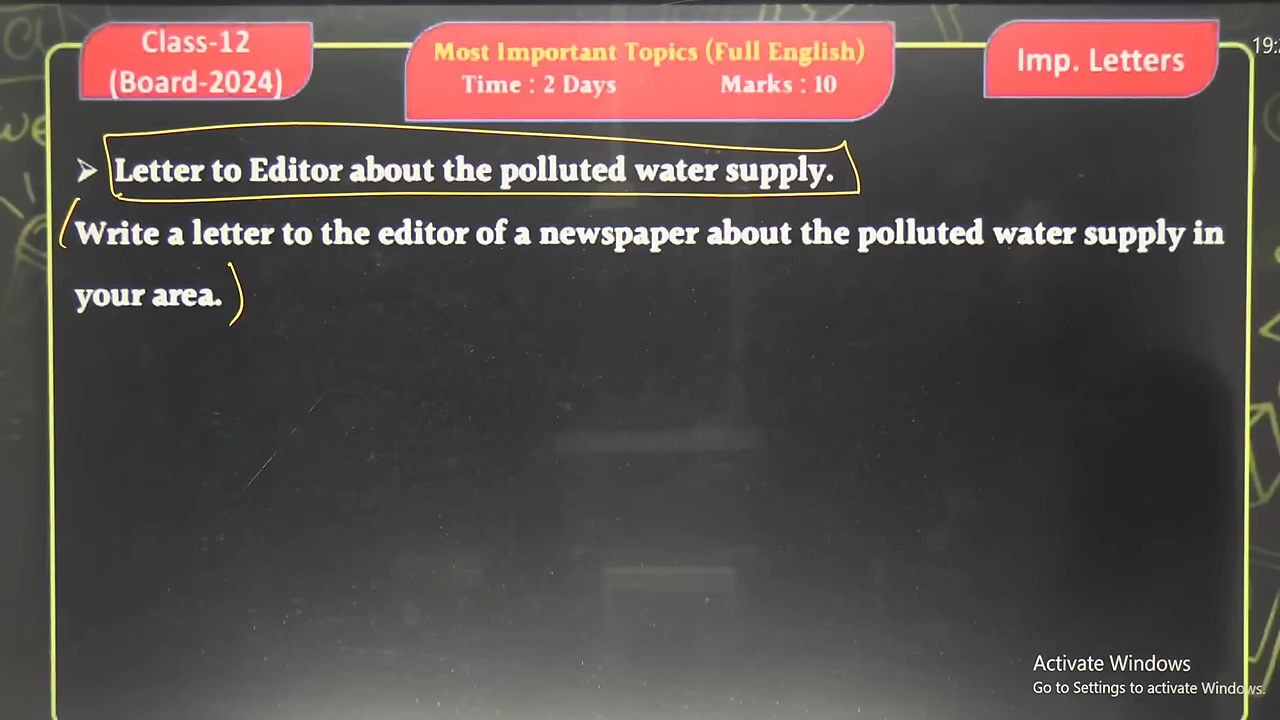 Class-12
(Board-2024)
Most Important Topics (Full English)
Time : 2 Days Marks : 10
Imp. Letters
19:2
➢ Letter to Editor about the polluted water supply.
Write a letter to the editor of a newspaper about the polluted water supply in
your area.
Activate Windows
Go to Settings to activate Windows.